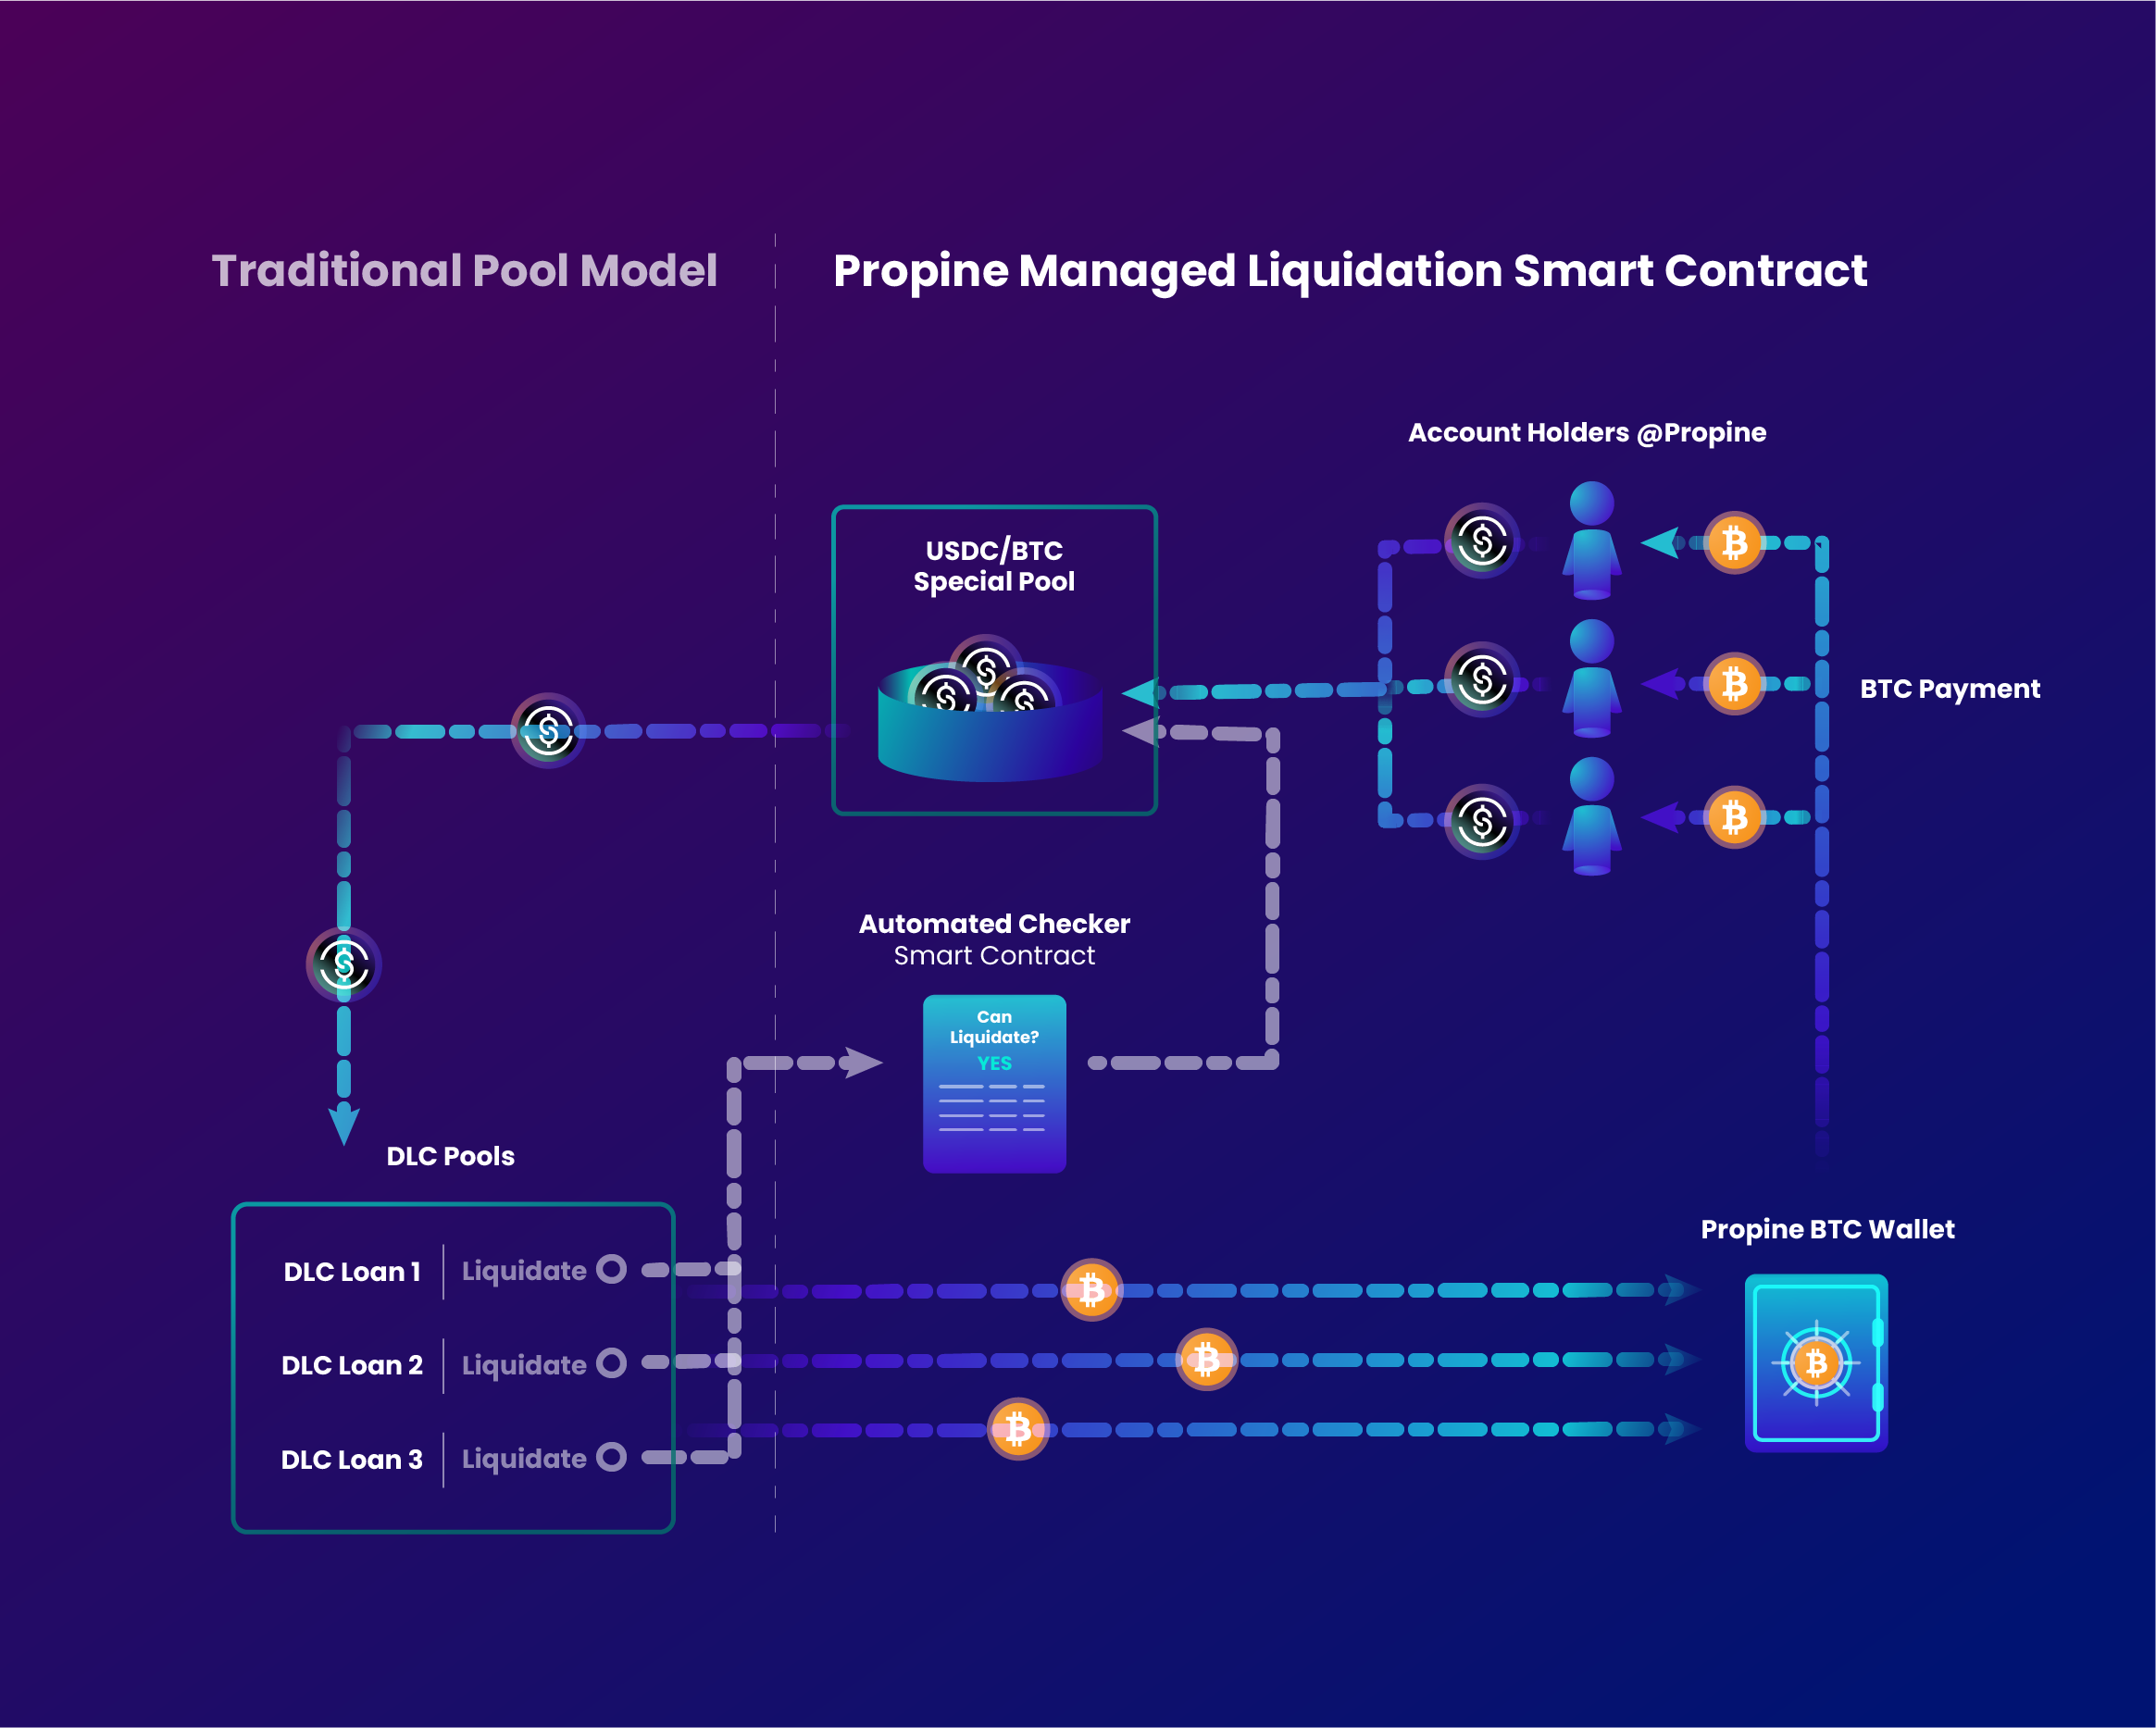 Traditional Pool Model
Propine Managed Liquidation Smart Contract
Account Holders @Propine
USDC/BTC
Special Pool
BTC Payment
Automated Checker
Smart Contract
Can
Liquidate?
YES
DLC Pools
DLC Loan 1 Liquidate
DLC Loan 2 Liquidate
DLC Loan 3 Liquidate
Propine BTC Wallet